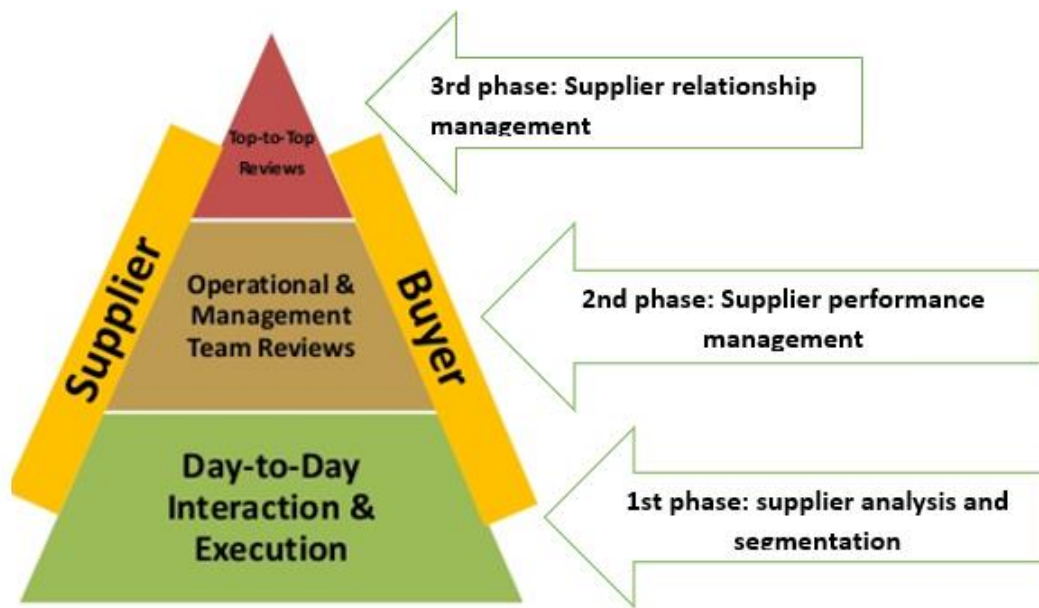 3rd phase: Supplier relationship
management
Top-to-Top
Reviews
Supplier
Buyer
Operational &
Management
Team Reviews
2nd phase: Supplier performance
management
Day-to-Day
Interaction &
Execution
1st phase: supplier analysis and
segmentation